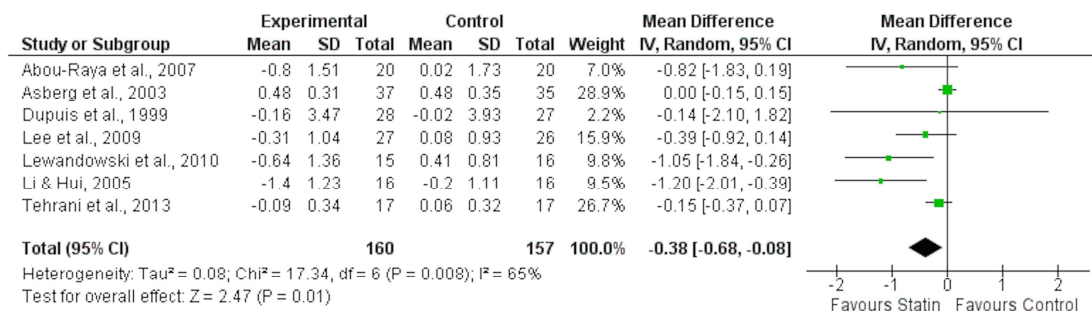 Experimental Control Mean Difference Mean Difference
Study or Subgroup Mean SD Total Mean SD Total Weight IV, Random, 95% CI IV, Random, 95% CI
Abou-Raya et al., 2007 -0.8 1.51 20 0.02 1.73 20 7.0% -0.82 [-1.83, 0.19]
Asberg et al., 2003 0.48 0.31 37 0.48 0.35 35 28.9% 0.00 [-0.15, 0.15]
Dupuis et al., 1999 -0.16 3.47 28 -0.02 3.93 27 2.2% -0.14 [-2.10, 1.82]
Lee et al., 2009 -0.31 1.04 27 0.08 0.93 26 15.9% -0.39 [-0.92, 0.14]
Lewandowski et al., 2010 -0.64 1.36 15 0.41 0.81 16 9.8% -1.05 [-1.84, -0.26]
Li & Hui, 2005 -1.4 1.23 16 -0.2 1.11 16 9.5% -1.20 [-2.01, -0.39]
Tehrani et al., 2013 -0.09 0.34 17 0.06 0.32 17 26.7% -0.15 [-0.37, 0.07]
Total (95% CI) 160 157 100.0% -0.38 [-0.68, -0.08]
Heterogeneity: Tau² = 0.08; Chi² = 17.34, df = 6 (P = 0.008); I² = 65%
Test for overall effect: Z = 2.47 (P = 0.01)
-2 -1 0 1 2
Favours Statin Favours Control